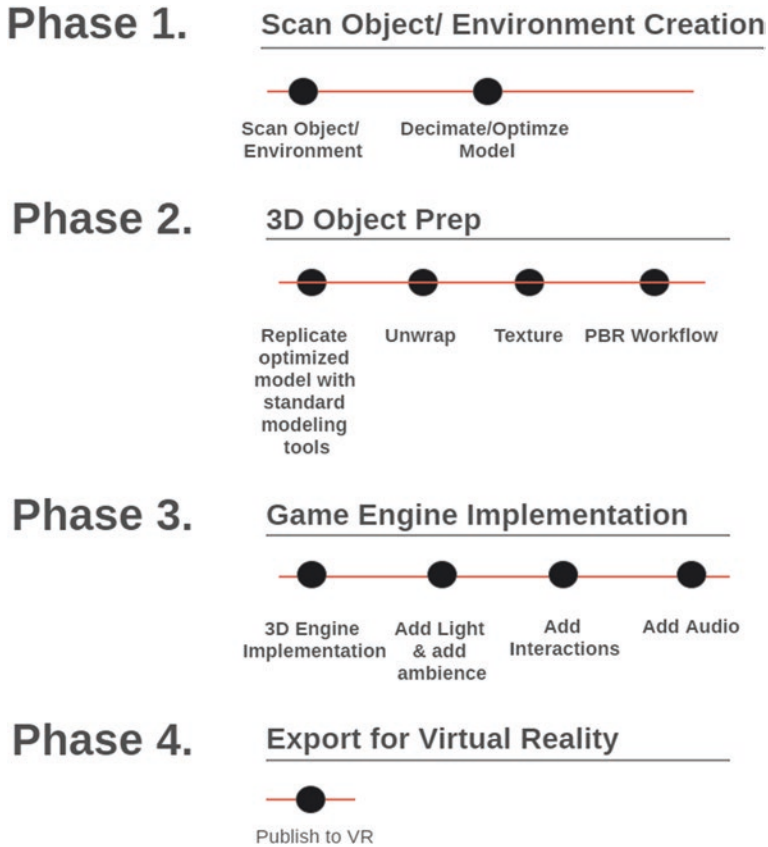 Phase 1.
Scan Object/ Environment Creation
Scan Object/
Environment
Decimate/Optimze
Model
Phase 2.
3D Object Prep
Replicate
optimized
model with
standard
modeling
tools
Unwrap
Texture
PBR Workflow
Phase 3.
Game Engine Implementation
3D Engine
Implementation
Add Light
& add
ambience
Add
Interactions
Add Audio
Phase 4.
Export for Virtual Reality
Publish to VR